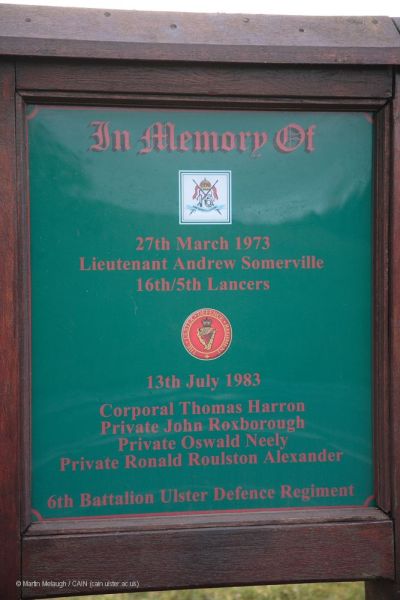 In Memory Of
27th March 1973
Lieutenant Andrew Somerville
16th/5th Lancers
13th July 1983
Corporal Thomas Harron
Private John Roxborough
Private Oswald Neely
Private Ronald Roulston Alexander
6th Battalion Ulster Defence Regiment
© Martin Melaugh / CAIN (cain.ulster.ac.uk)